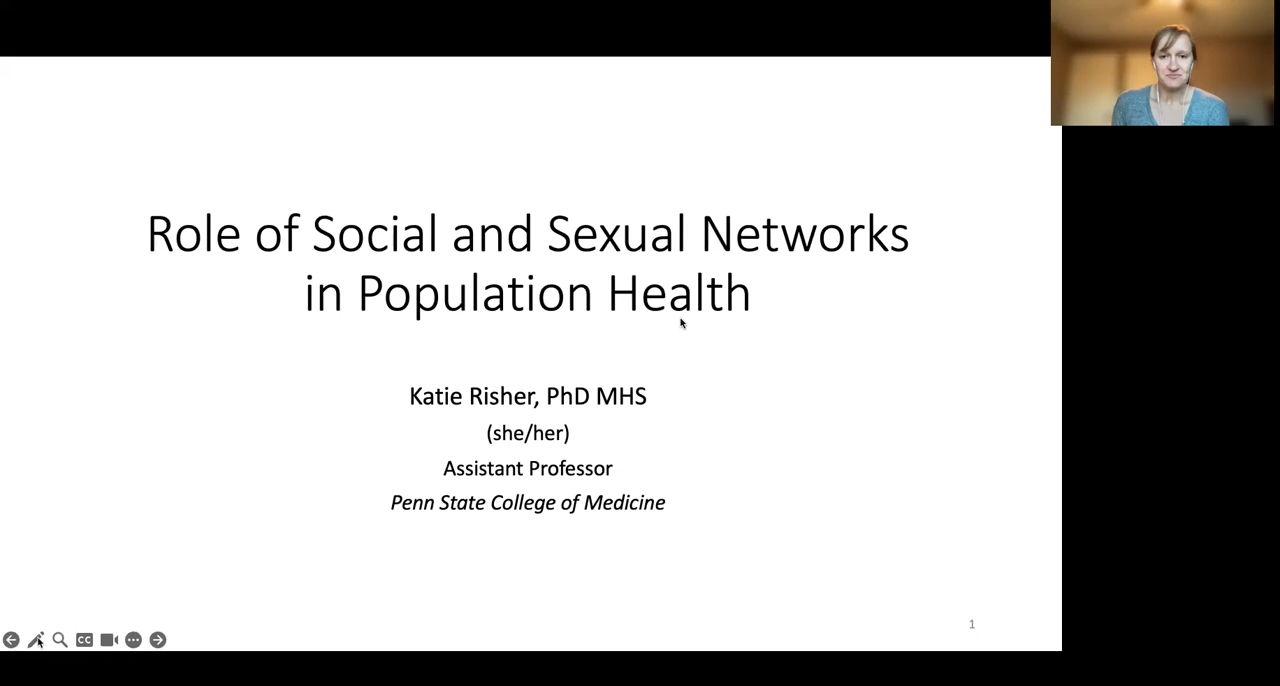 Role of Social and Sexual Networks
in Population Health
Katie Risher, PhD MHS
(she/her)
Assistant Professor
Penn State College of Medicine
1
CC